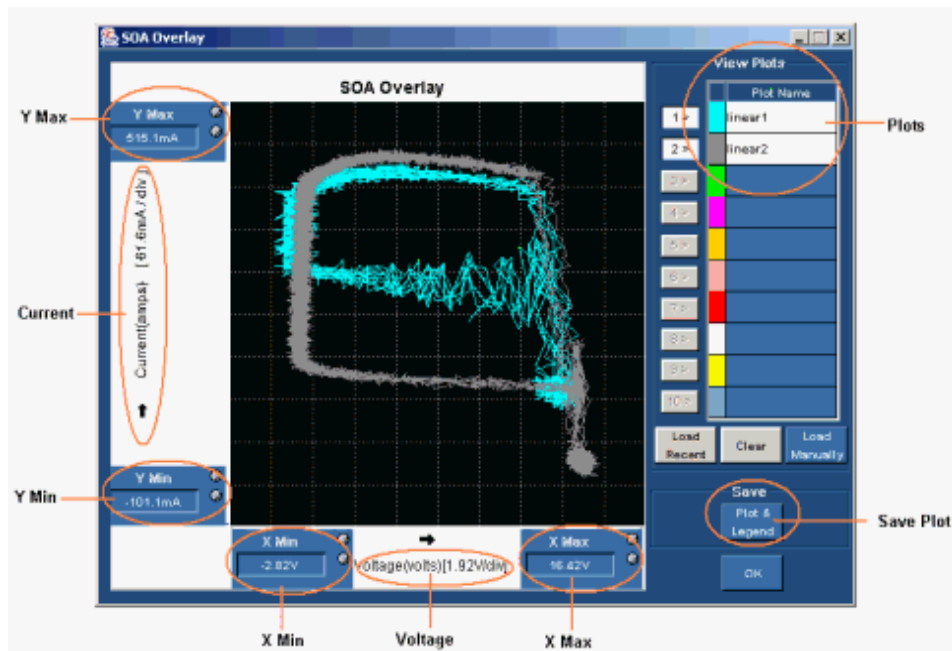 SOA Overlay
View Plots
SOA Overlay
Plot Name
Y Max
Y Max
515.1mA
1 >
linear1
Plots
2 >
linear2
3 >
4 >
5 >
6 >
7 >
8 >
9 >
10 >
Current
Current(amps) [ 61.6mA / div ]
Load Recent
Clear
Load Manually
Y Min
Y Min
-101.1mA
Save
Plot & Legend
Save Plot
X Min
-2.82V
Voltage(volts)[1.92V/div]
X Max
16.42V
OK
X Min
Voltage
X Max